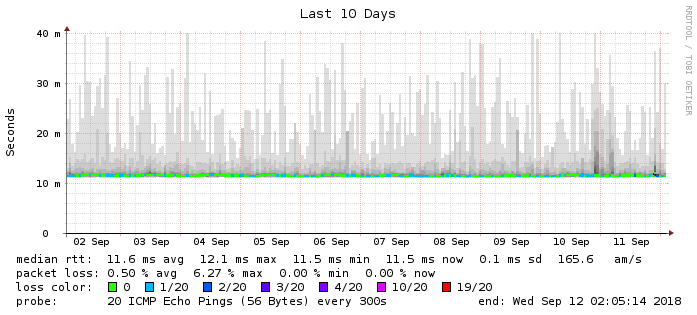 Last 10 Days
RRDTOOL / TOBI OETIKER
Seconds
40 m
30 m
20 m
10 m
0
02 Sep 03 Sep 04 Sep 05 Sep 06 Sep 07 Sep 08 Sep 09 Sep 10 Sep 11 Sep
median rtt: 11.6 ms avg 12.1 ms max 11.5 ms min 11.5 ms now 0.1 ms sd 165.6 am/s
packet loss: 0.50 % avg 6.27 % max 0.00 % min 0.00 % now
loss color: 0 1/20 2/20 3/20 4/20 10/20 19/20
probe: 20 ICMP Echo Pings (56 Bytes) every 300s end: Wed Sep 12 02:05:14 2018